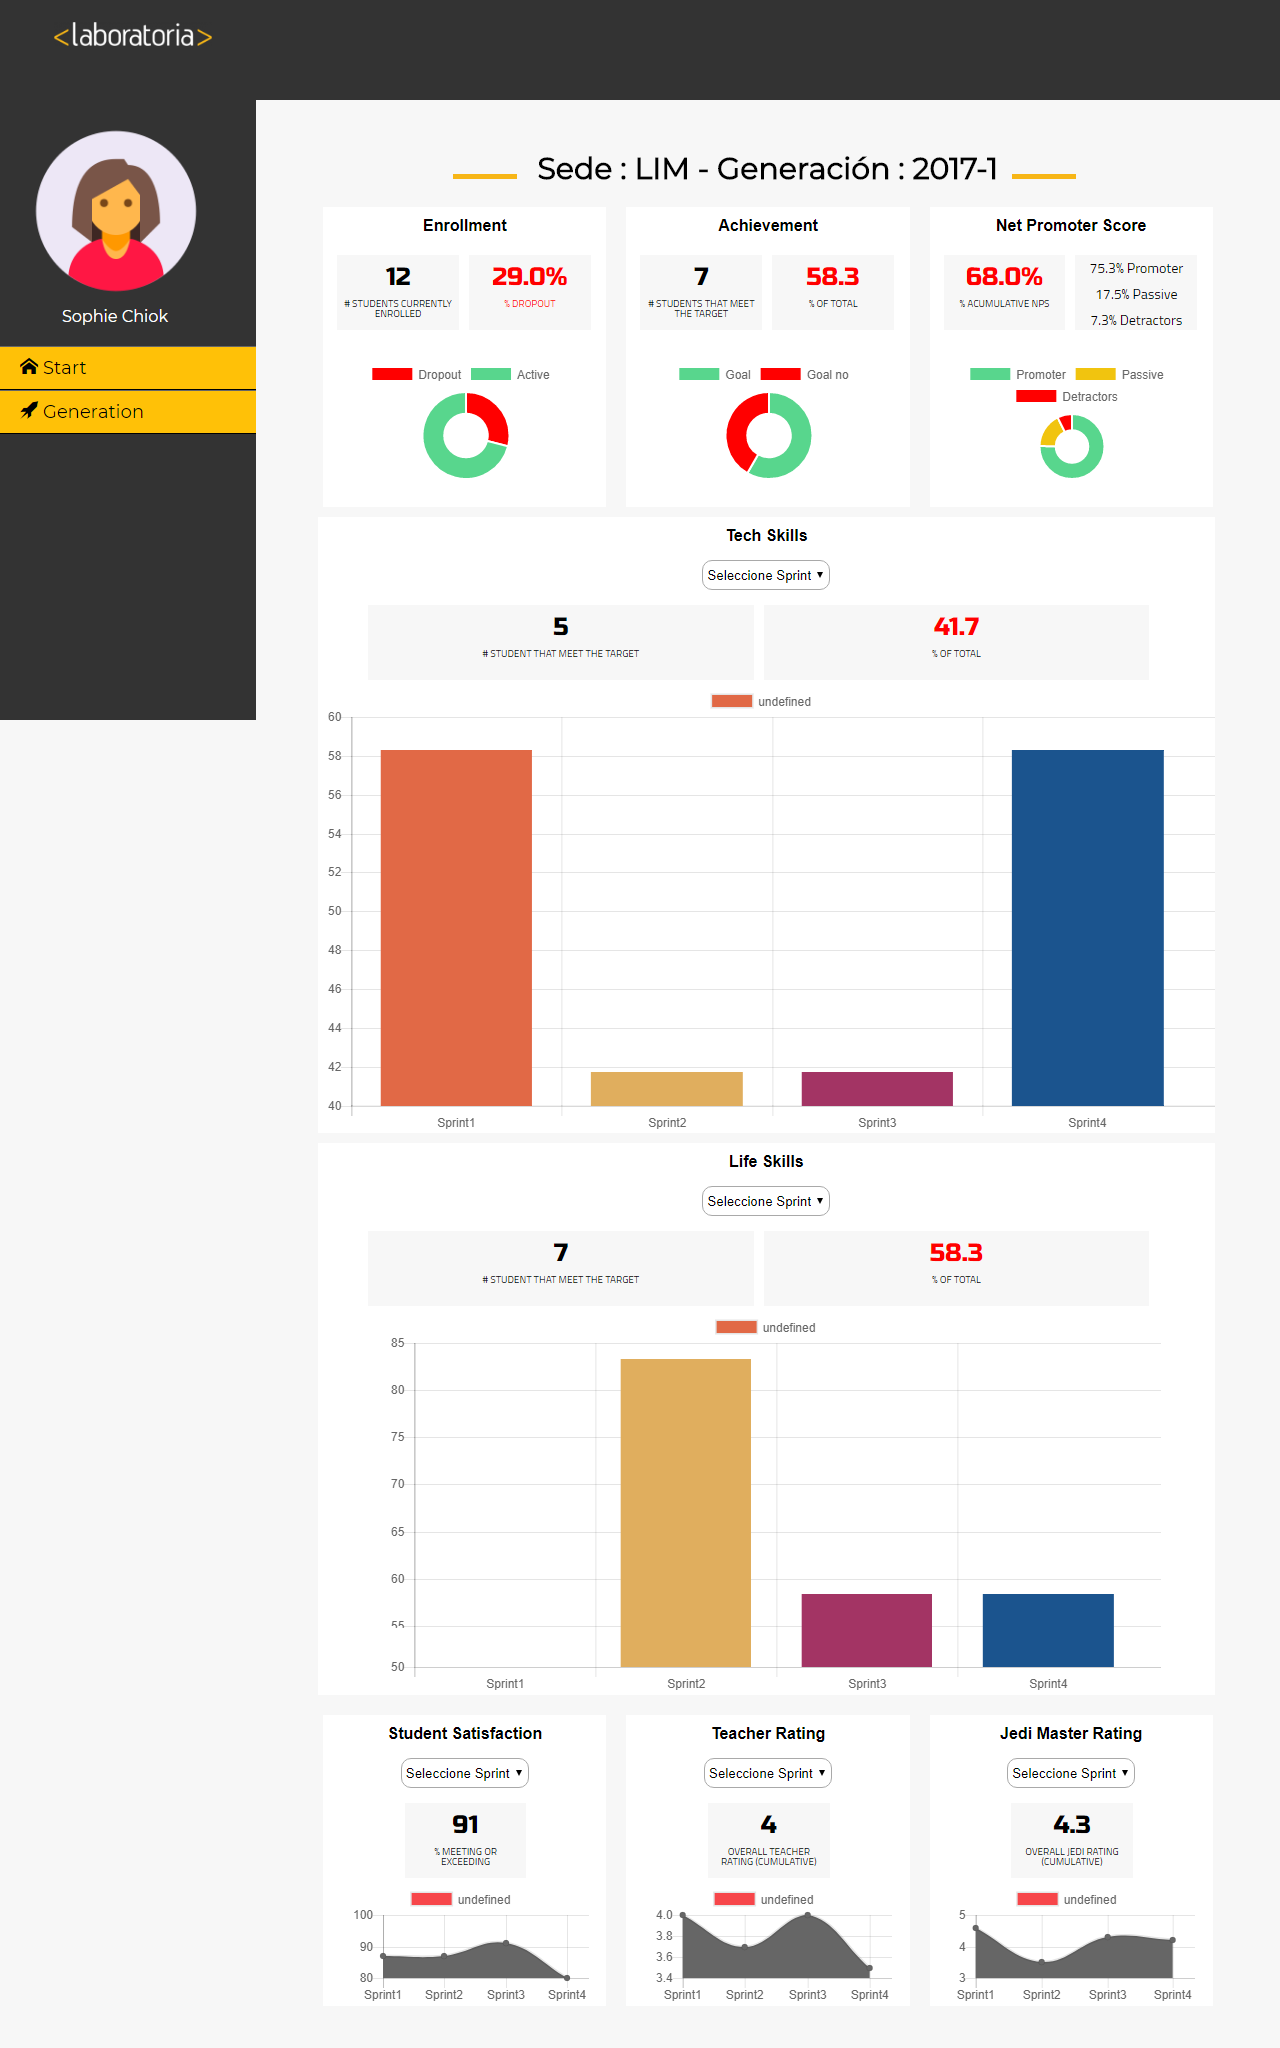 <laboratoria>
Sophie Chiok
Start
Generation
Sede : LIM - Generación : 2017-1
Enrollment
12
# STUDENTS CURRENTLY
ENROLLED
29.0%
% DROPOUT
Dropout Active
Achievement
7
# STUDENTS THAT MEET
THE TARGET
58.3
% OF TOTAL
Goal Goal no
Net Promoter Score
68.0%
% ACUMULATIVE NPS
75.3% Promoter
17.5% Passive
7.3% Detractors
Promoter Passive
Detractors
Tech Skills
Seleccione Sprint
5
# STUDENT THAT MEET THE TARGET
41.7
% OF TOTAL
undefined
60
58
56
54
52
50
48
46
44
42
40
Sprint1 Sprint2 Sprint3 Sprint4
Life Skills
Seleccione Sprint
7
# STUDENT THAT MEET THE TARGET
58.3
% OF TOTAL
undefined
85
80
75
70
65
60
55
50
Sprint1 Sprint2 Sprint3 Sprint4
Student Satisfaction
Seleccione Sprint
91
% MEETING OR
EXCEEDING
undefined
100
90
80
Sprint1 Sprint2 Sprint3 Sprint4
Teacher Rating
Seleccione Sprint
4
OVERALL TEACHER
RATING (CUMULATIVE)
undefined
4.0
3.8
3.6
3.4
Sprint1 Sprint2 Sprint3 Sprint4
Jedi Master Rating
Seleccione Sprint
4.3
OVERALL JEDI RATING
(CUMULATIVE)
undefined
5
4
3
Sprint1 Sprint2 Sprint3 Sprint4